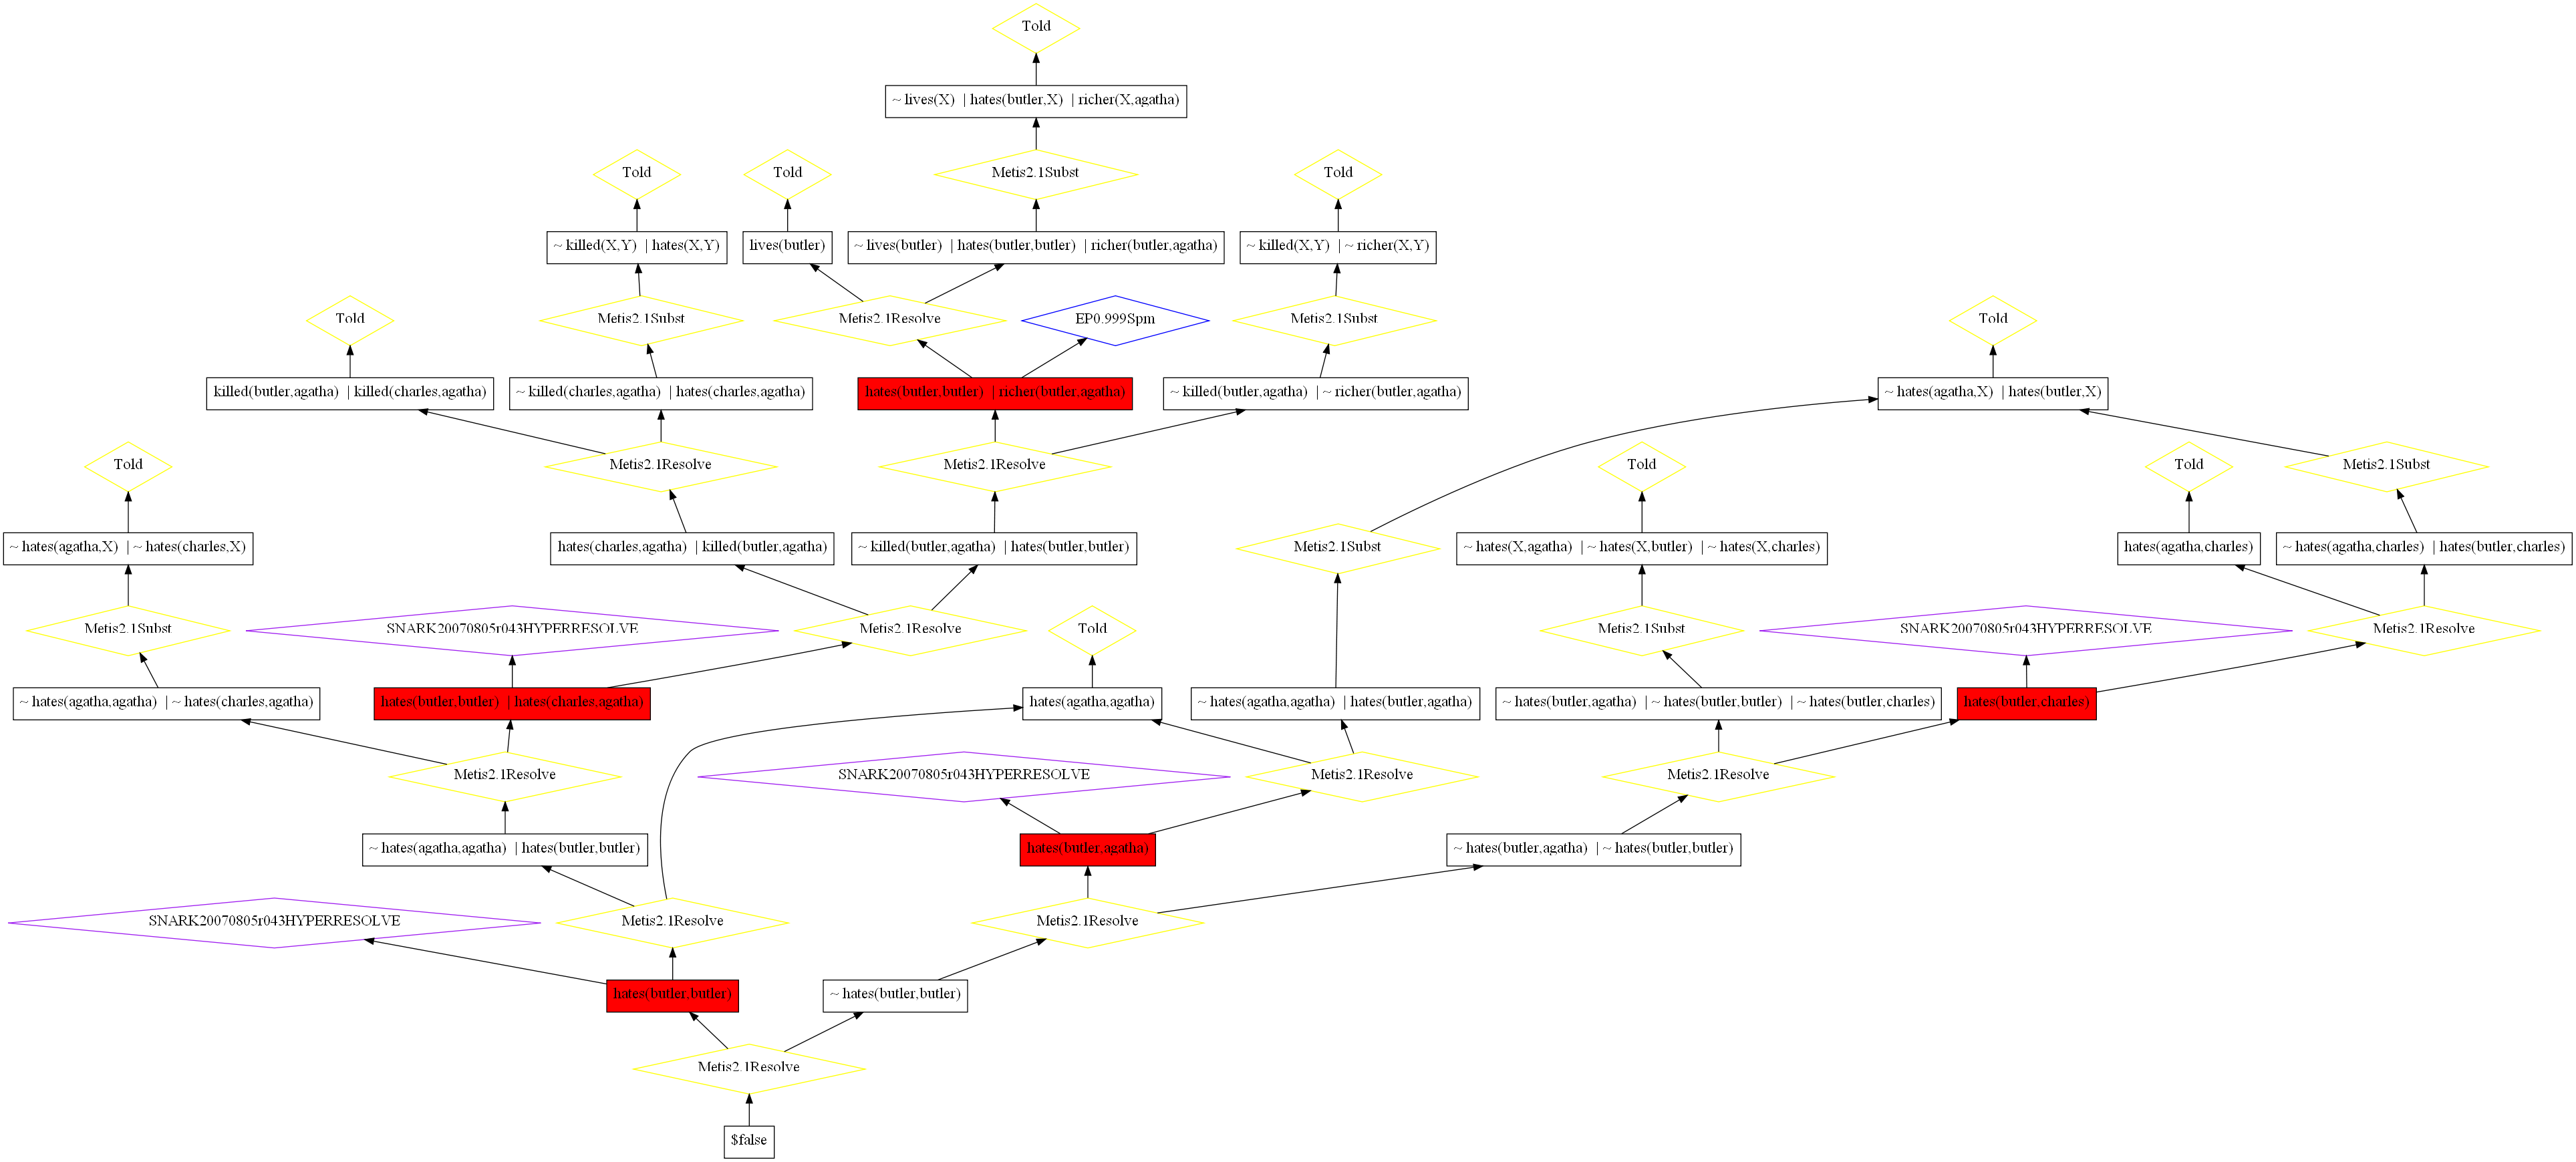 Told
~ lives(X) | hates(butler,X) | richer(X,agatha)
Told
Told
Metis2.1Subst
Told
~ killed(X,Y) | hates(X,Y)
lives(butler)
~ lives(butler) | hates(butler,butler) | richer(butler,agatha)
~ killed(X,Y) | ~ richer(X,Y)
Told
Metis2.1Subst
Metis2.1Resolve
EP0.999Spm
Metis2.1Subst
Told
killed(butler,agatha) | killed(charles,agatha)
~ killed(charles,agatha) | hates(charles,agatha)
hates(butler,butler) | richer(butler,agatha)
~ killed(butler,agatha) | ~ richer(butler,agatha)
~ hates(agatha,X) | hates(butler,X)
Told
Metis2.1Resolve
Metis2.1Resolve
Told
Told
Metis2.1Subst
~ hates(agatha,X) | ~ hates(charles,X)
hates(charles,agatha) | killed(butler,agatha)
~ killed(butler,agatha) | hates(butler,butler)
Metis2.1Subst
~ hates(X,agatha) | ~ hates(X,butler) | ~ hates(X,charles)
hates(agatha,charles)
~ hates(agatha,charles) | hates(butler,charles)
Metis2.1Subst
SNARK20070805r043HYPERRESOLVE
Metis2.1Resolve
Told
Metis2.1Subst
SNARK20070805r043HYPERRESOLVE
Metis2.1Resolve
~ hates(agatha,agatha) | ~ hates(charles,agatha)
hates(butler,butler) | hates(charles,agatha)
hates(agatha,agatha)
~ hates(agatha,agatha) | hates(butler,agatha)
~ hates(butler,agatha) | ~ hates(butler,butler) | ~ hates(butler,charles)
hates(butler,charles)
Metis2.1Resolve
SNARK20070805r043HYPERRESOLVE
Metis2.1Resolve
Metis2.1Resolve
~ hates(agatha,agatha) | hates(butler,butler)
hates(butler,agatha)
~ hates(butler,agatha) | ~ hates(butler,butler)
SNARK20070805r043HYPERRESOLVE
Metis2.1Resolve
Metis2.1Resolve
hates(butler,butler)
~ hates(butler,butler)
Metis2.1Resolve
$false